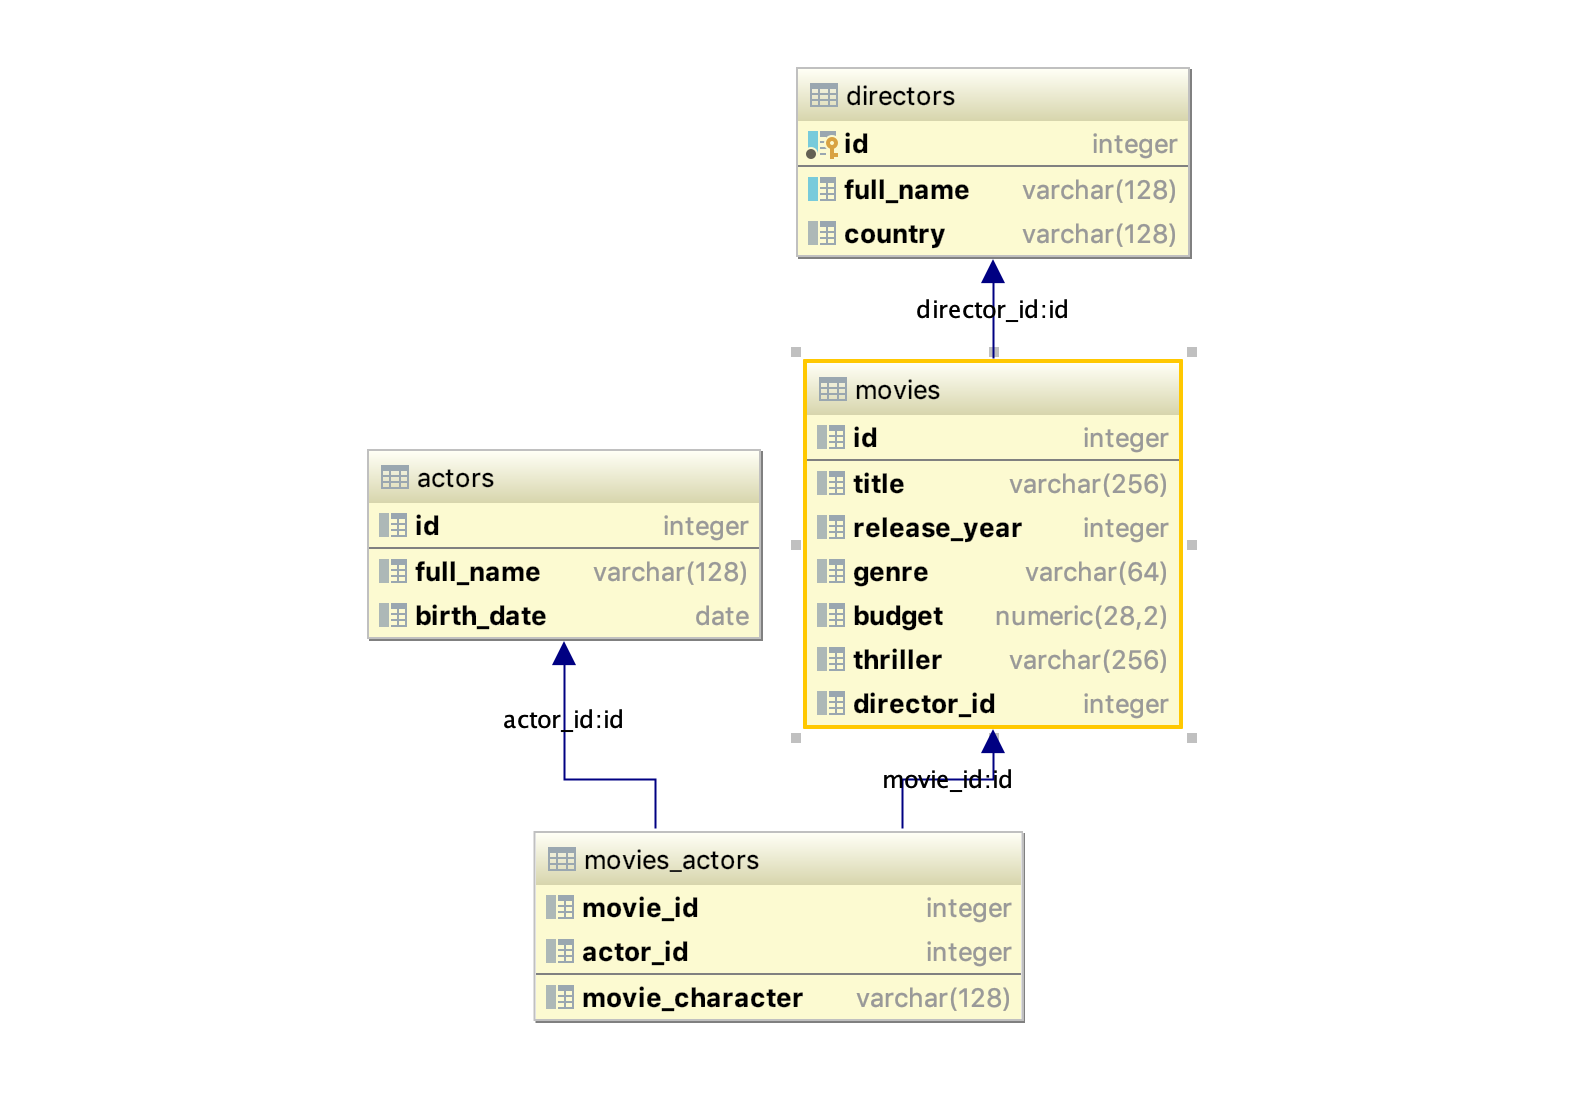 directors
id integer
full_name varchar(128)
country varchar(128)
director_id:id
movies
id integer
title varchar(256)
release_year integer
genre varchar(64)
budget numeric(28,2)
thriller varchar(256)
director_id integer
actors
id integer
full_name varchar(128)
birth_date date
actor_id:id
movie_id:id
movies_actors
movie_id integer
actor_id integer
movie_character varchar(128)